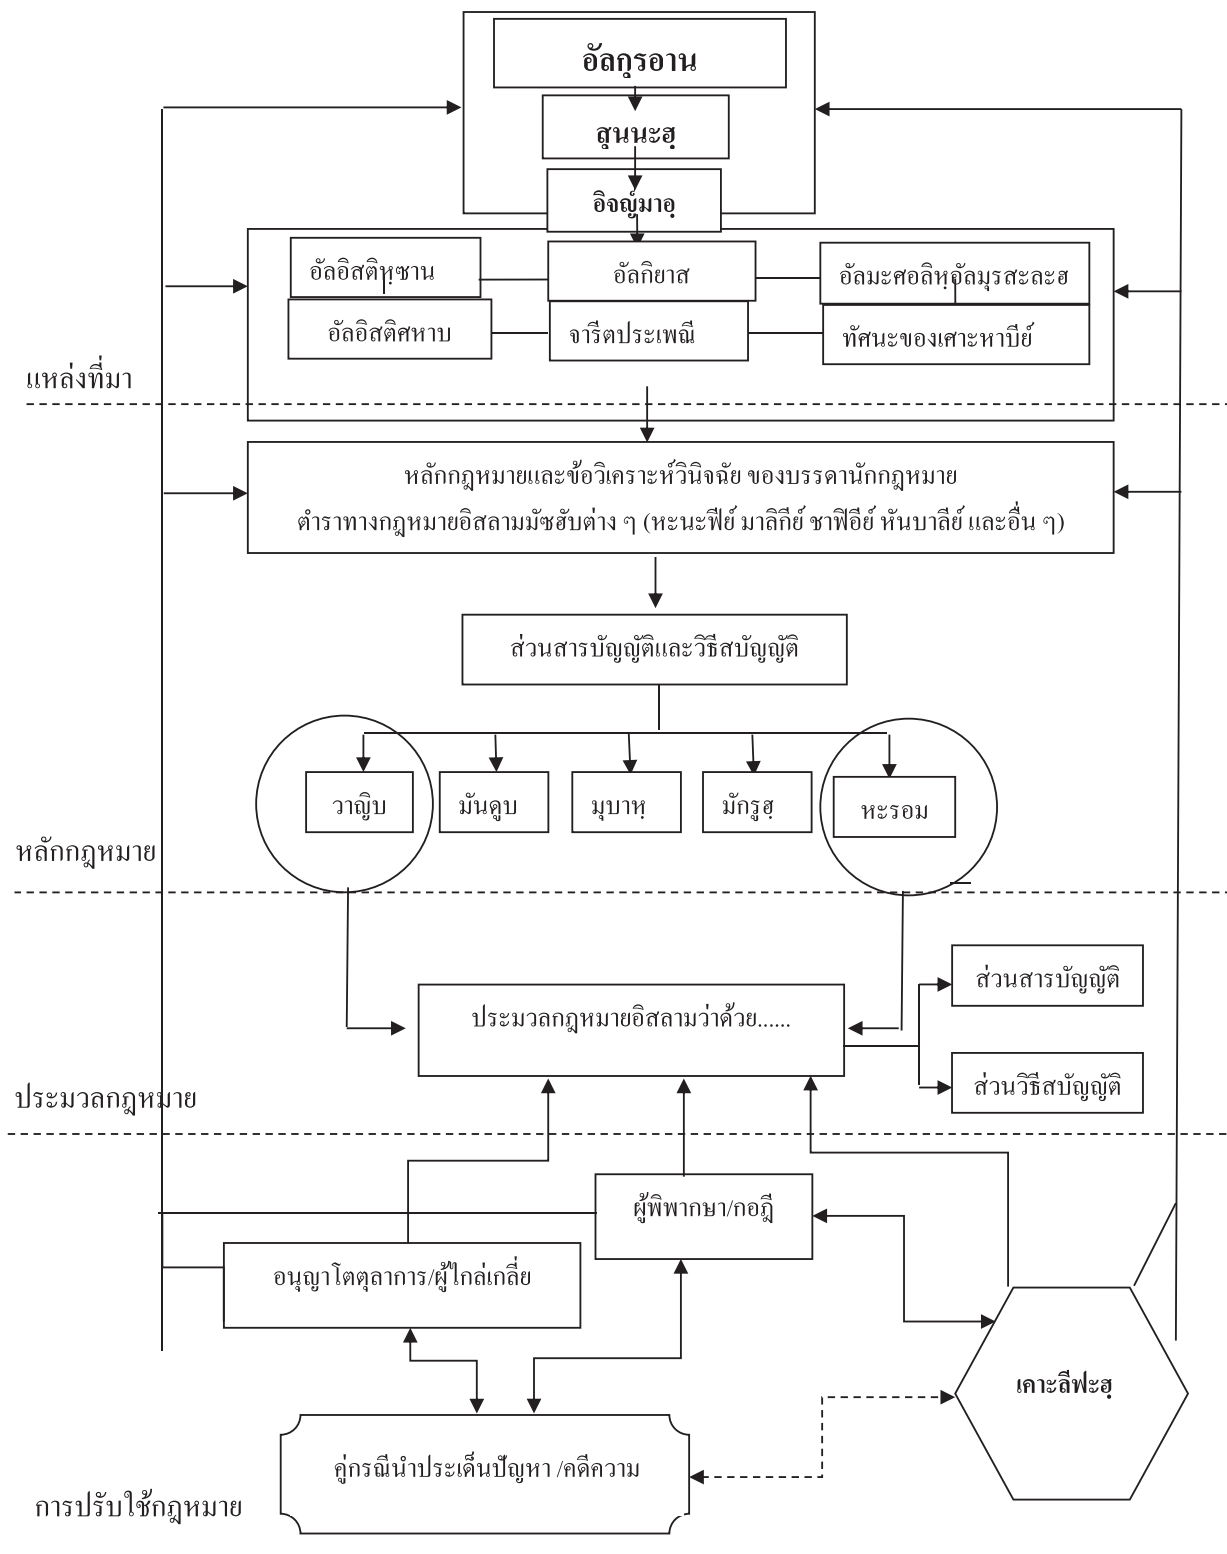 อัลกุรอาน
สุนนะฮฺ
อิจญ์มาอฺ
อัลอิสติหฺซาน
อัลกิยาส
อัลมะศอลิหฺอัลมุรสะละฮ
อัลอิสติศหาบ
จารีตประเพณี
ทัศนะของเศาะหาบีย์
แหล่งที่มา
หลักกฎหมายและข้อวิเคราะห์วินิจฉัย ของบรรดานักกฎหมาย
ตำราทางกฎหมายอิสลามมัซฮับต่าง ๆ (หะนะฟีย์ มาลิกีย์ ชาฟิอีย์ หันบาลีย์ และอื่น ๆ)
ส่วนสารบัญญัติและวิธีสบัญญัติ
วาญิบ
มันดูบ
มุบาหฺ
มักรูฮฺ
หะรอม
หลักกฎหมาย
ส่วนสารบัญญัติ
ประมวลกฎหมายอิสลามว่าด้วย......
ส่วนวิธีสบัญญัติ
ประมวลกฎหมาย
ผู้พิพากษา/กอฎี
อนุญาโตตุลาการ/ผู้ไกล่เกลี่ย
เคาะลีฟะฮฺ
คู่กรณีนำประเด็นปัญหา /คดีความ
การปรับใช้กฎหมาย